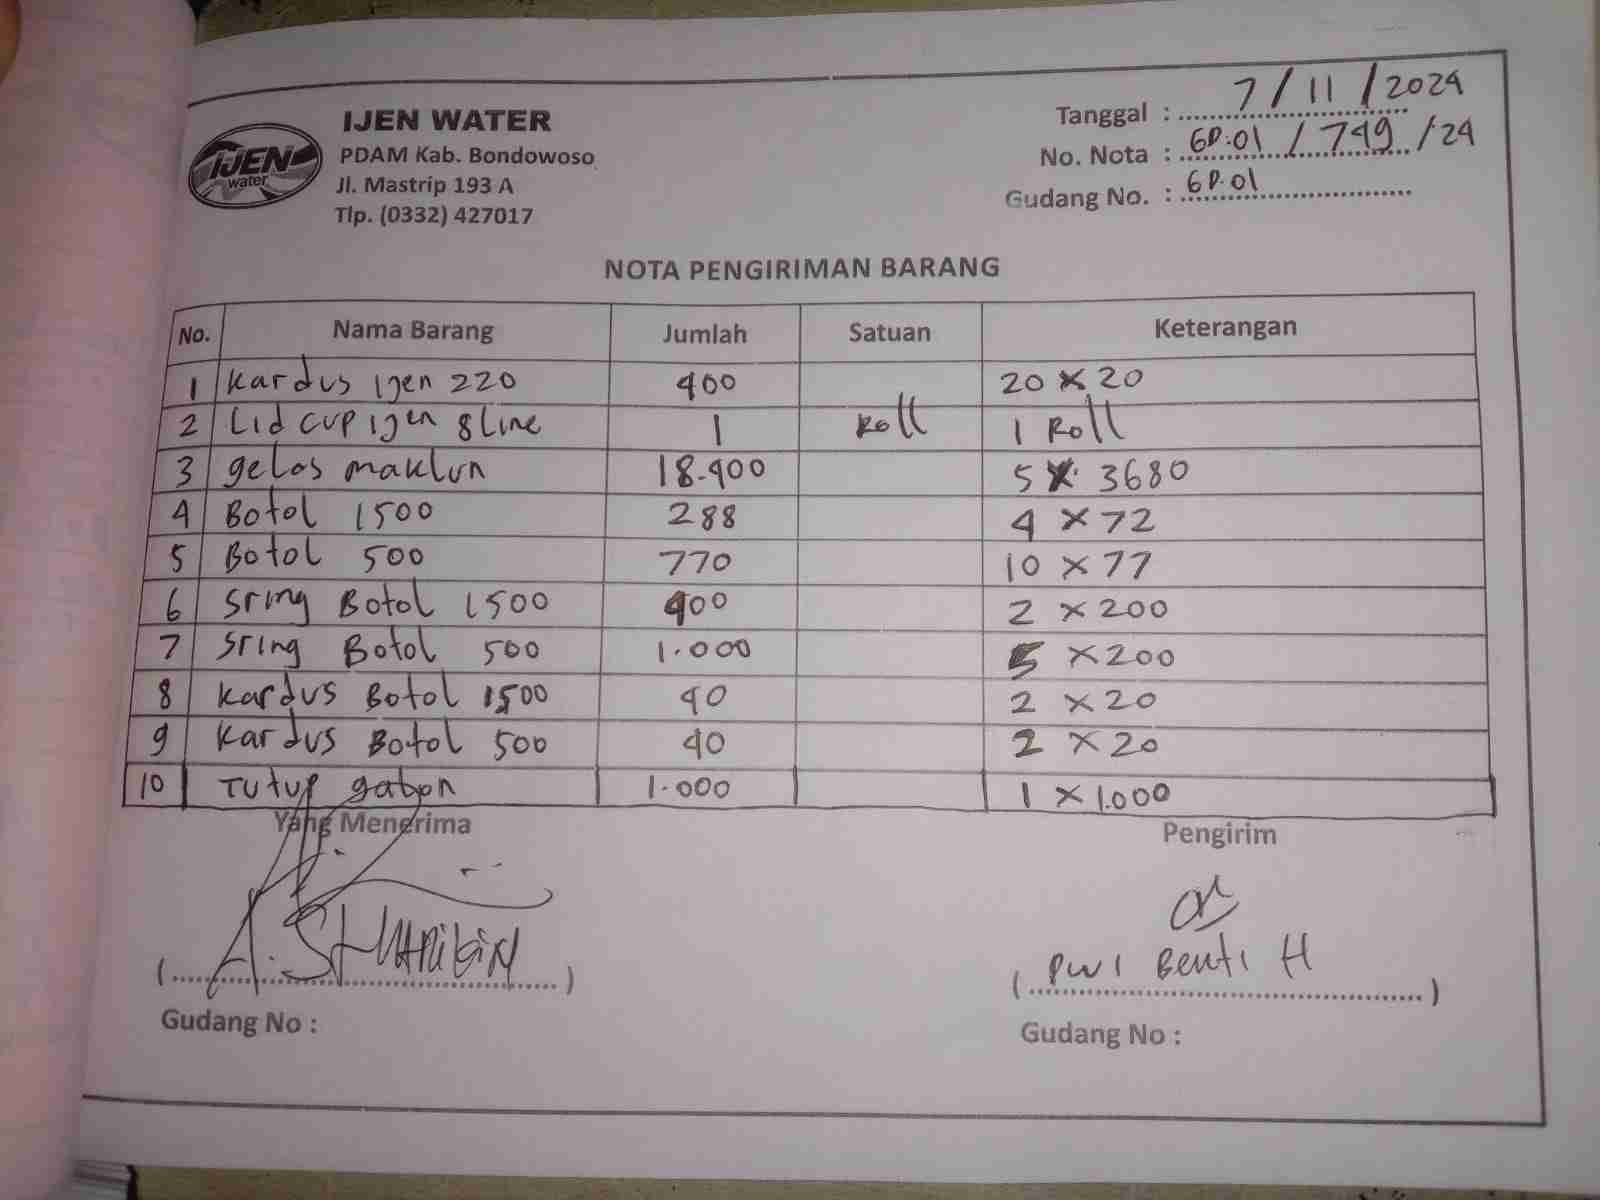 IJEN WATER
PDAM Kab. Bondowoso
Jl. Mastrip 193 A
Tlp. (0332) 427017
IJEN
water
Tanggal : 7 / 11 / 2024
No. Nota : GD.01 / 749 / 24
Gudang No. : GD.01
NOTA PENGIRIMAN BARANG
No. Nama Barang Jumlah Satuan Keterangan
1 Kardus Ijen 220 400 20 x 20
2 Lid cup ijen 8 line 1 Roll 1 Roll
3 gelas maklun 18.400 5 x 3680
4 Botol 1500 288 4 x 72
5 Botol 500 770 10 x 77
6 Sring Botol 1500 400 2 x 200
7 Sring Botol 500 1.000 5 x 200
8 Kardus Botol 1500 40 2 x 20
9 Kardus Botol 500 40 2 x 20
10 Tutup galon 1.000 1 x 1.000
Yang Menerima Pengirim
( ) ( Dwi Benti H )
Gudang No : Gudang No :